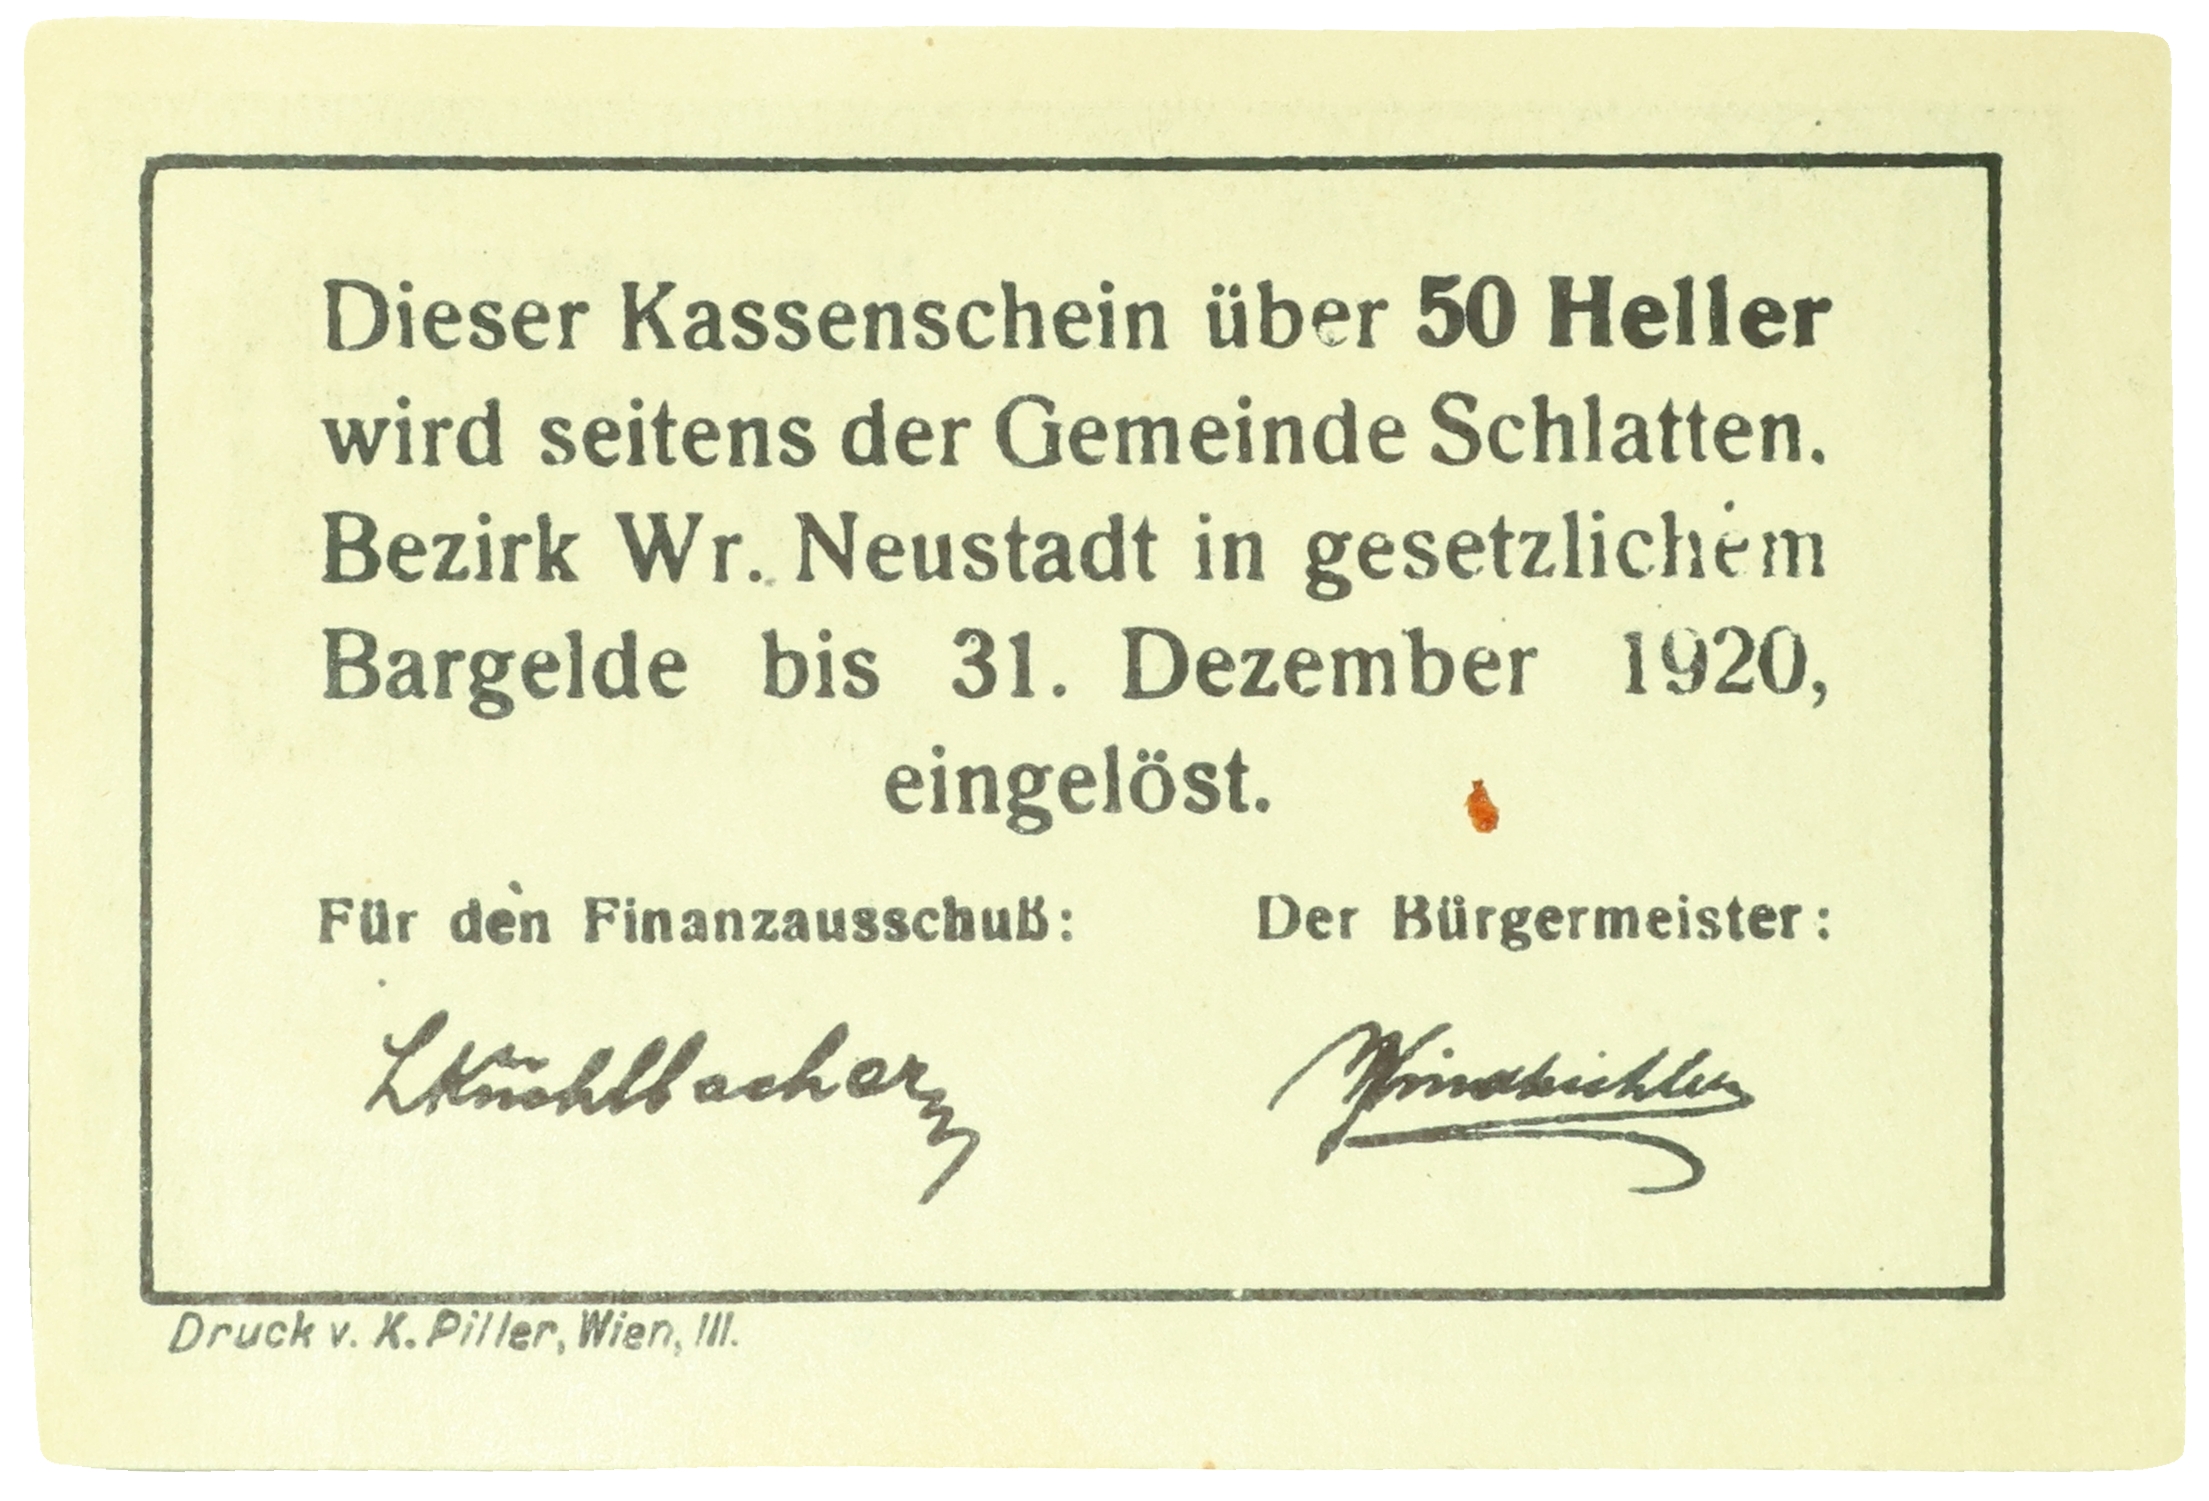 Dieser Kassenschein über 50 Heller
wird seitens der Gemeinde Schlatten.
Bezirk Wr. Neustadt in gesetzlichem
Bargelde bis 31. Dezember 1920,
eingelöst.
Für den Finanzausschuß: Der Bürgermeister:
Druck v. K. Piller, Wien, III.